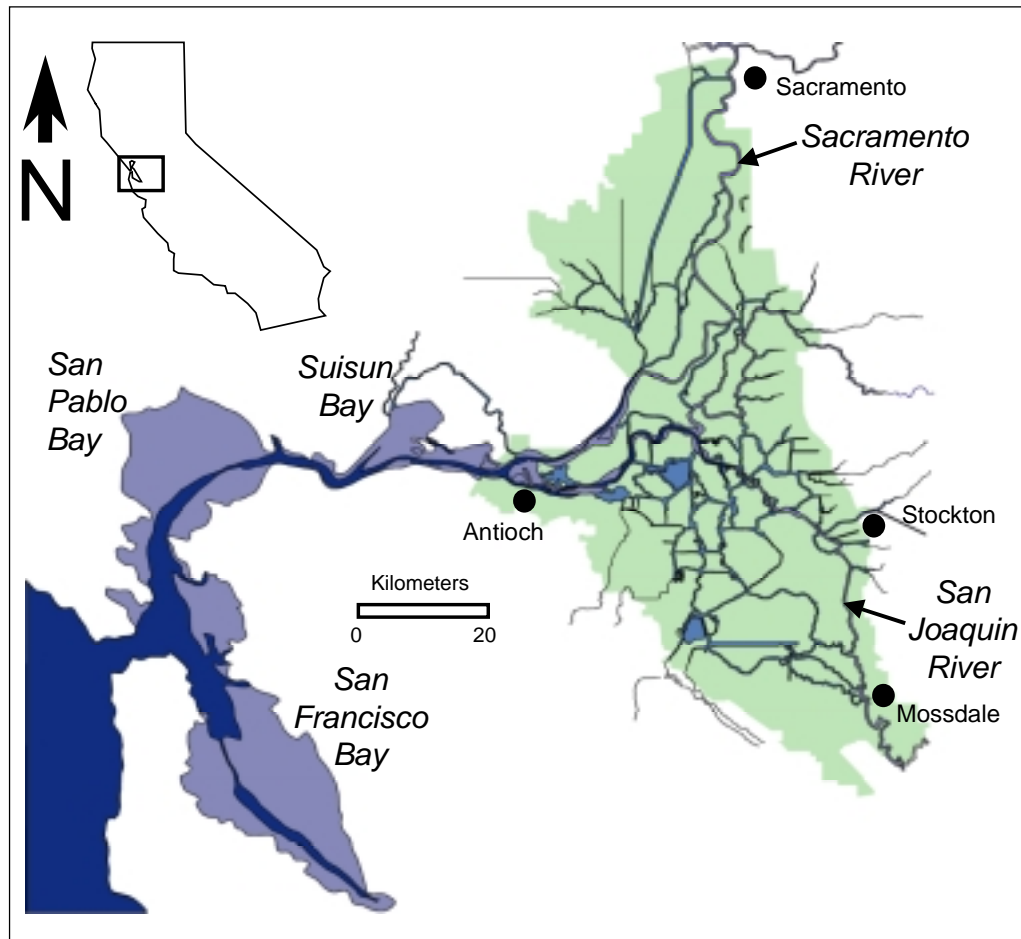 N
Sacramento
Sacramento
River
San
Pablo
Bay
Suisun
Bay
Antioch
Stockton
Kilometers
0 20
San
Joaquin
River
San
Francisco
Bay
Mossdale